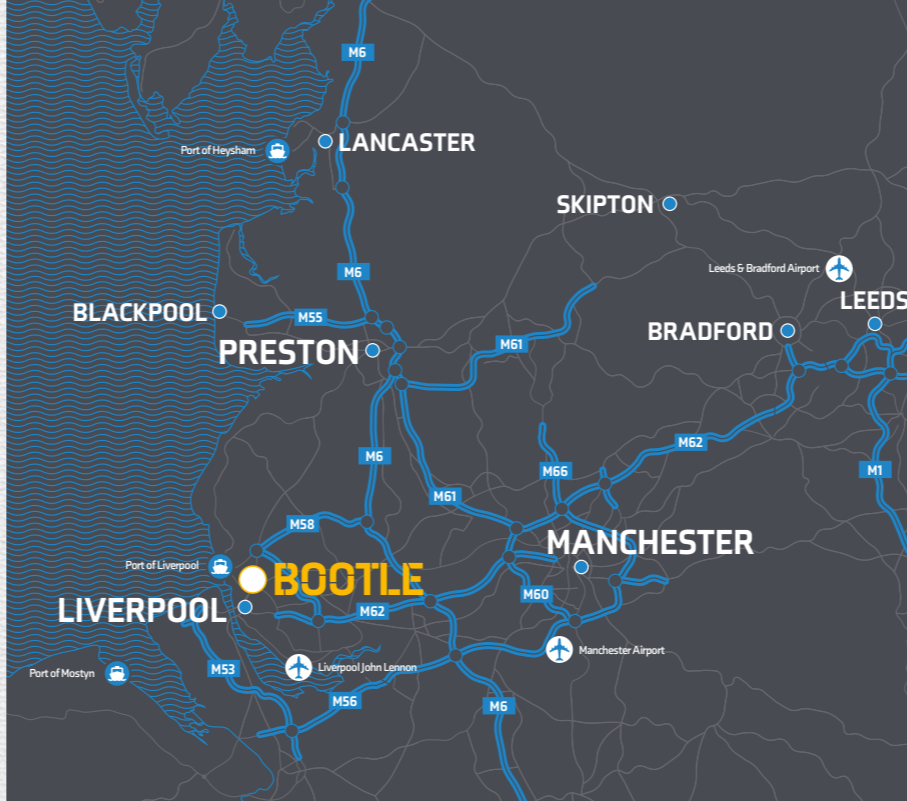 M6
LANCASTER
Port of Heysham
SKIPTON
Leeds & Bradford Airport
M6
LEEDS
BLACKPOOL
M55
BRADFORD
PRESTON
M61
M62
M6
M66
M1
M61
M58
MANCHESTER
Port of Liverpool
BOOTLE
M60
LIVERPOOL
M62
Manchester Airport
Port of Mostyn
M53
Liverpool John Lennon
M56
M6